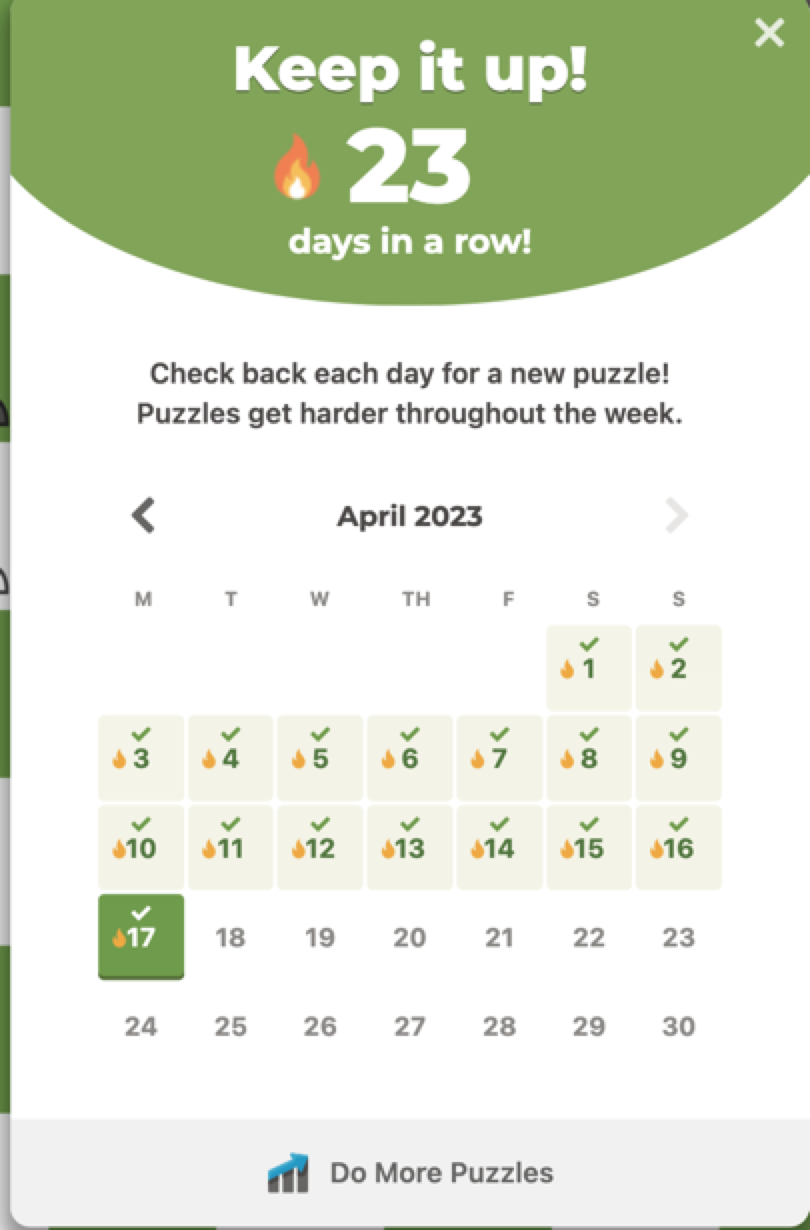 Keep it up!
23
days in a row!
Check back each day for a new puzzle!
Puzzles get harder throughout the week.
April 2023
M T W TH F S S
1 2
3 4 5 6 7 8 9
10 11 12 13 14 15 16
17 18 19 20 21 22 23
24 25 26 27 28 29 30
Do More Puzzles